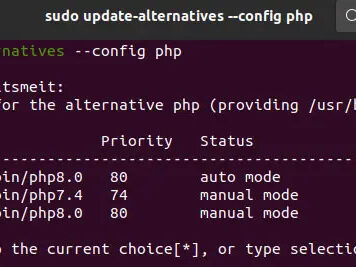 sudo update-alternatives --config php
rnatives --config php
itsmeit:
for the alternative php (providing /usr/b
Priority Status
----------------------------------------
bin/php8.0 80 auto mode
bin/php7.4 74 manual mode
bin/php8.0 80 manual mode
the current choice[*], or type selectio